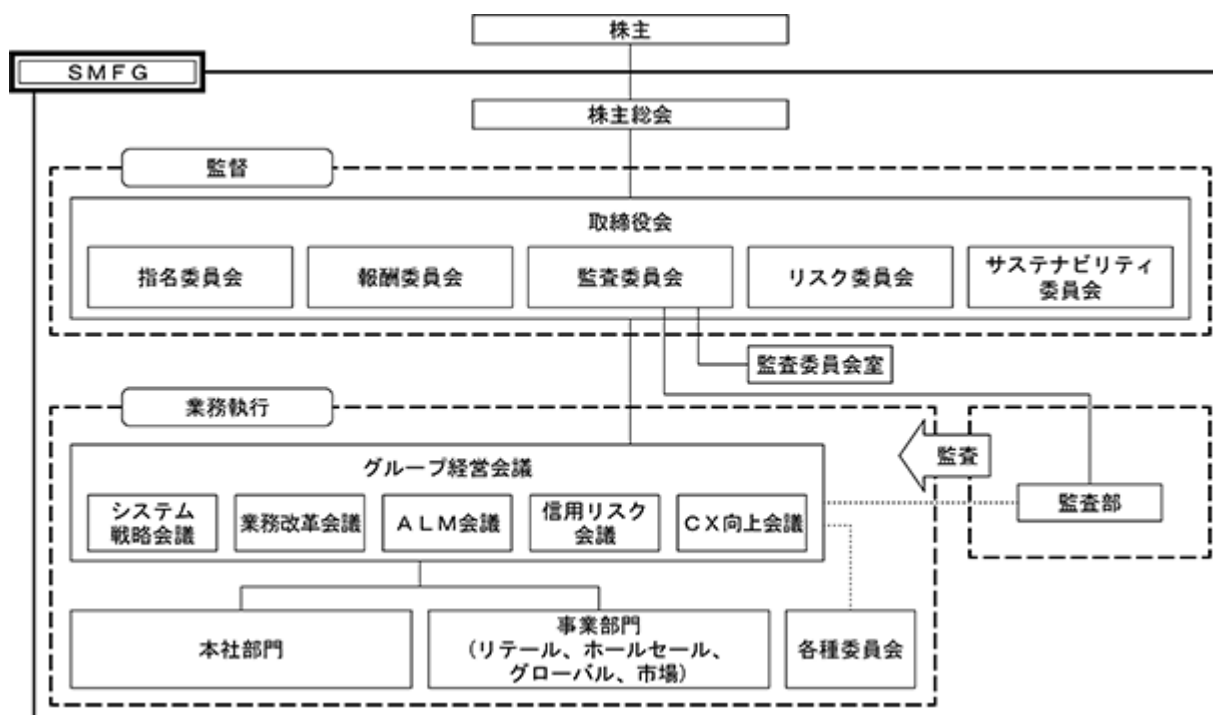 株主
ＳＭＦＧ
株主総会
監督
取締役会
指名委員会
報酬委員会
監査委員会
リスク委員会
サステナビリティ
委員会
監査委員会室
業務執行
グループ経営会議
監査
システム
戦略会議
業務改革会議
ＡＬＭ会議
信用リスク
会議
ＣＸ向上会議
監査部
本社部門
事業部門
（リテール、ホールセール、
グローバル、市場）
各種委員会